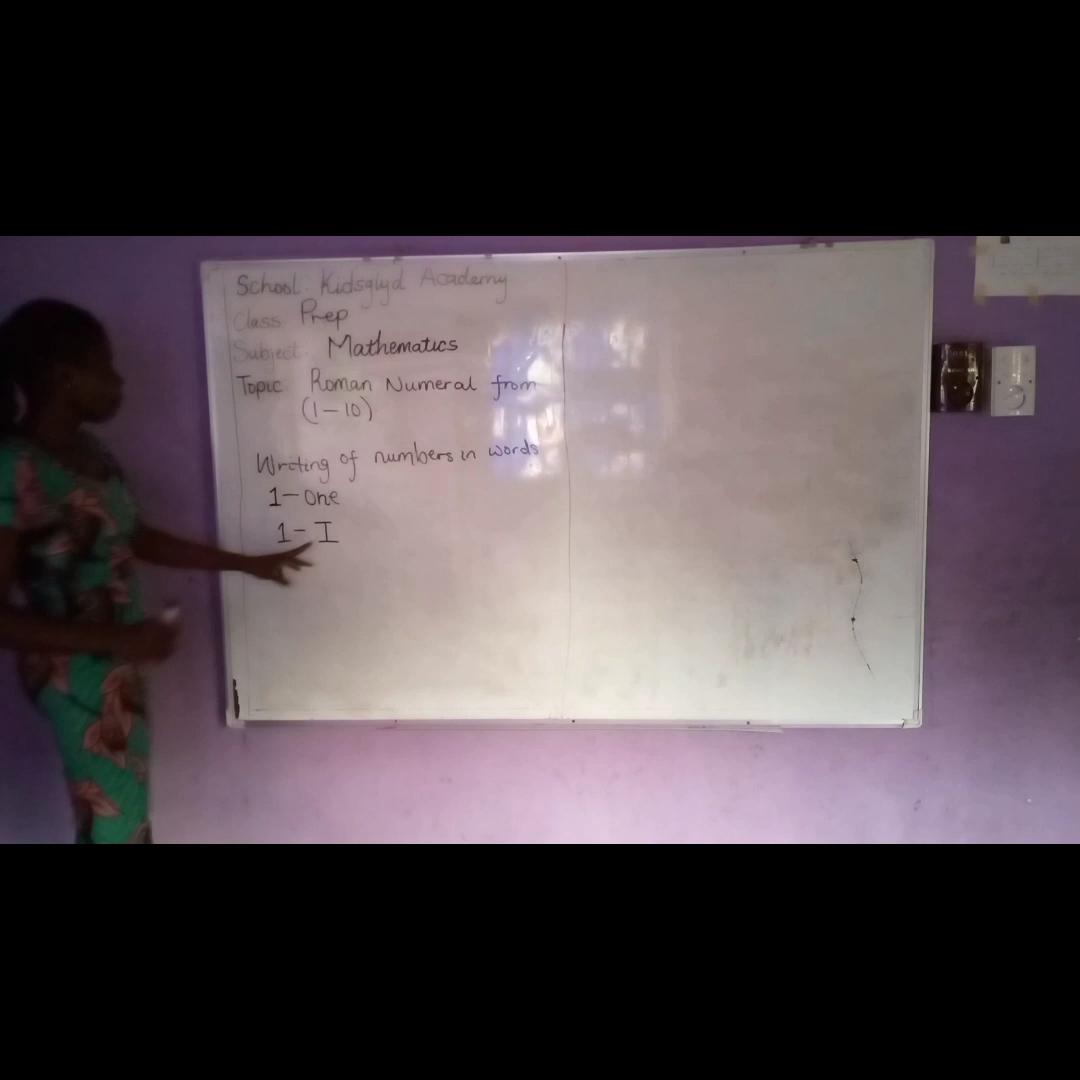 School: Kidsglyd Academy
Class: Prep
Subject: Mathematics
Topic: Roman Numeral from
(1-10)
Writing of numbers in words
1-One
1-I